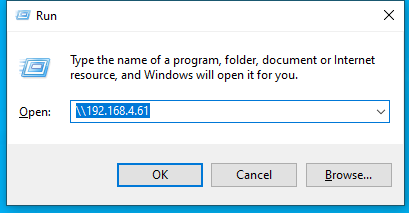 Run
Type the name of a program, folder, document or Internet
resource, and Windows will open it for you.
Open: \\192.168.4.61
OK Cancel Browse...